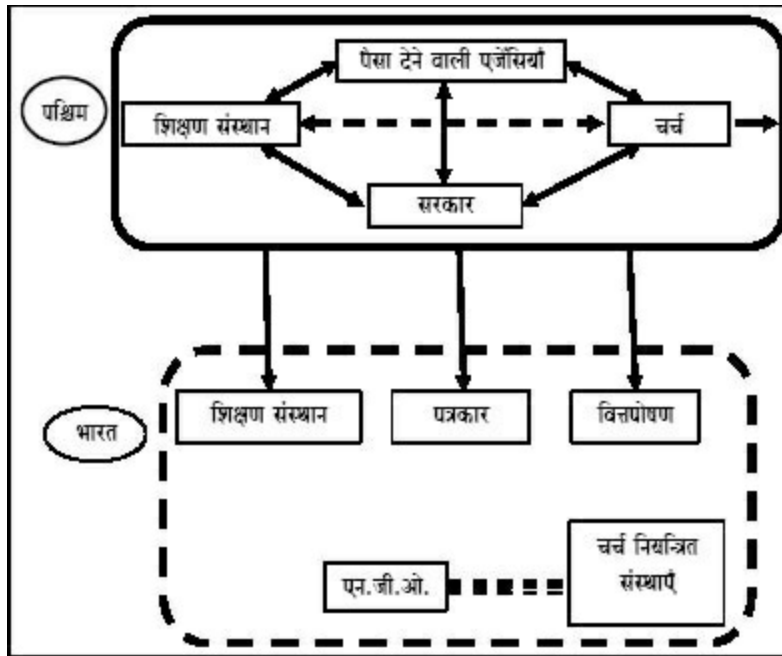 पैसा देने वाली एजेंसियाँ
पश्चिम
शिक्षण संस्थान
चर्च
सरकार
शिक्षण संस्थान
पत्रकार
वित्तपोषण
भारत
चर्च नियन्त्रित
संस्थाएँ
एन.जी.ओ.